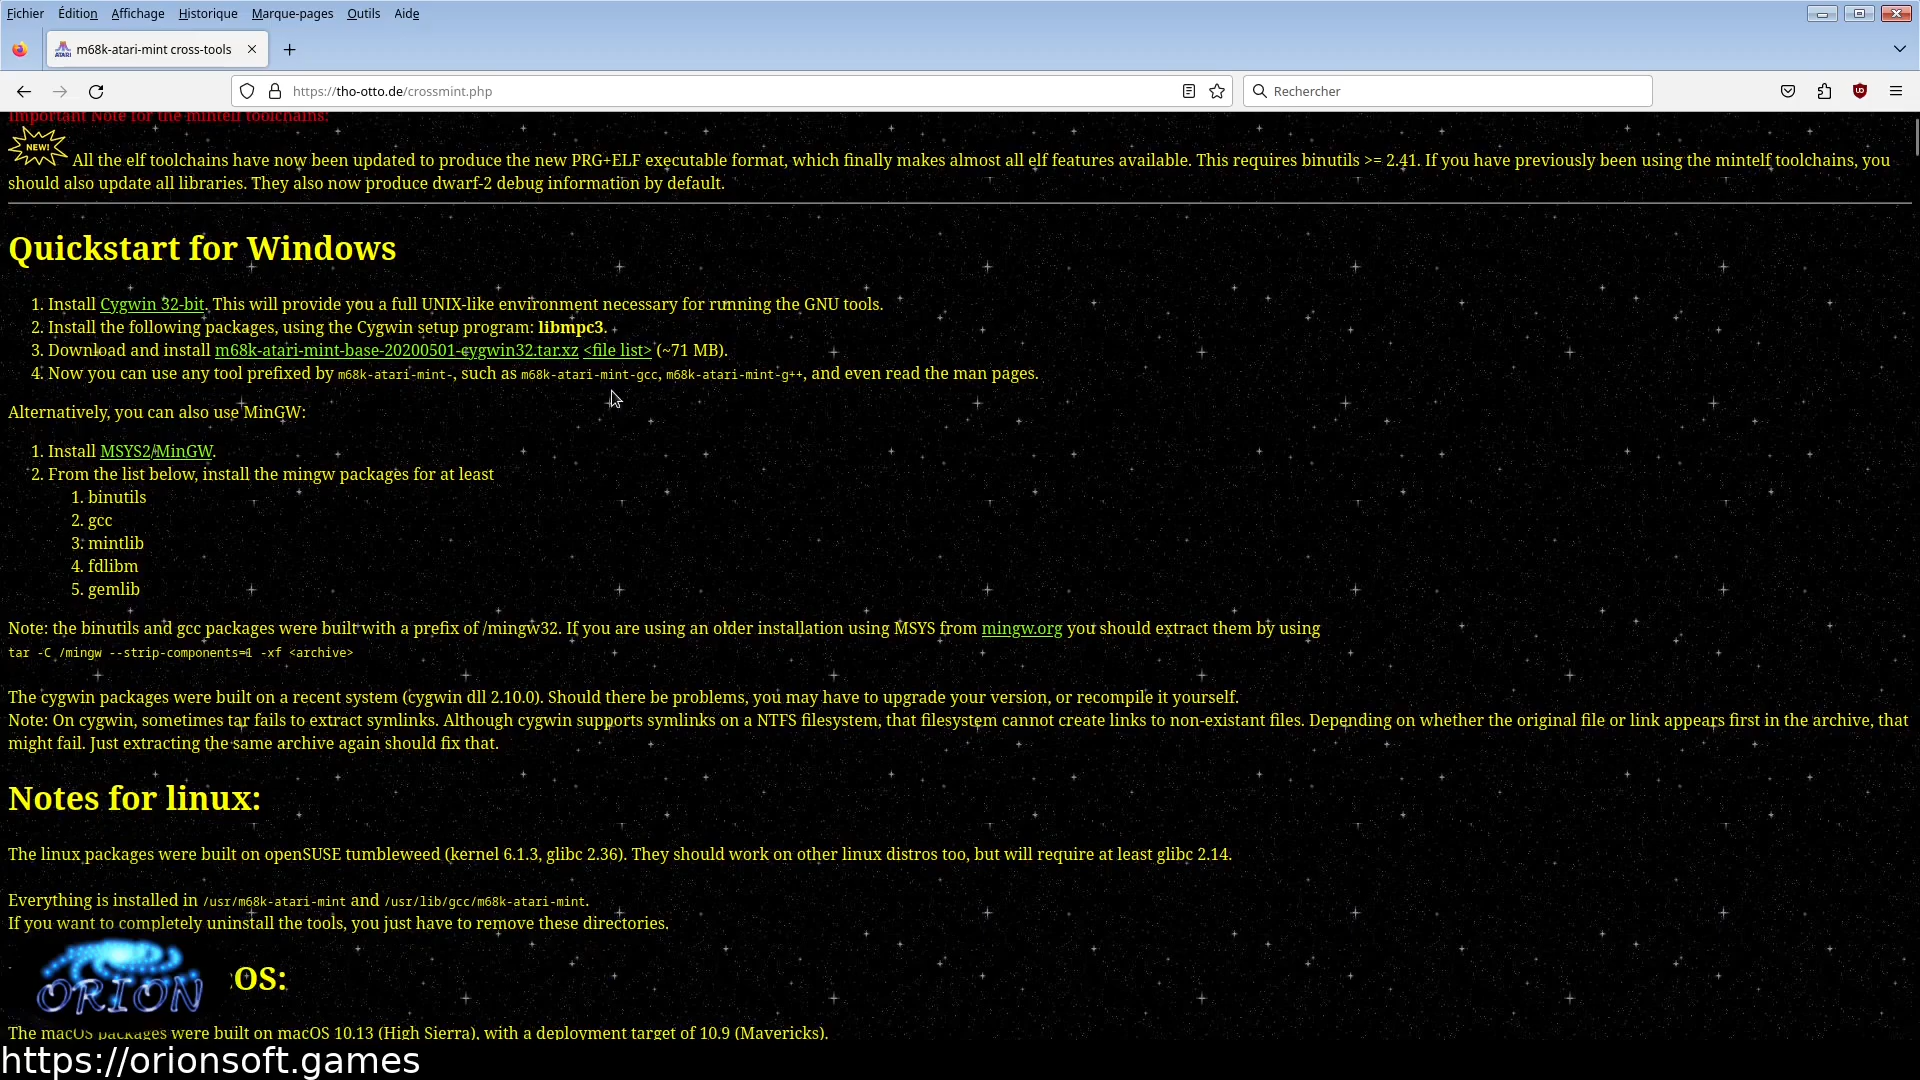 Fichier Édition Affichage Historique Marque-pages Outils Aide
m68k-atari-mint cross-tools
https://tho-otto.de/crossmint.php
Rechercher
Important Note for the mintelf toolchains!
NEW! All the elf toolchains have now been updated to produce the new PRG+ELF executable format, which finally makes almost all elf features available. This requires binutils >= 2.41. If you have previously been using the mintelf toolchains, you
should also update all libraries. They also now produce dwarf-2 debug information by default.
Quickstart for Windows
1. Install Cygwin 32-bit. This will provide you a full UNIX-like environment necessary for running the GNU tools.
2. Install the following packages, using the Cygwin setup program: libmpc3.
3. Download and install m68k-atari-mint-base-20200501-cygwin32.tar.xz <file list> (~71 MB).
4. Now you can use any tool prefixed by m68k-atari-mint-, such as m68k-atari-mint-gcc, m68k-atari-mint-g++, and even read the man pages.
Alternatively, you can also use MinGW:
1. Install MSYS2/MinGW.
2. From the list below, install the mingw packages for at least
1. binutils
2. gcc
3. mintlib
4. fdlibm
5. gemlib
Note: the binutils and gcc packages were built with a prefix of /mingw32. If you are using an older installation using MSYS from mingw.org you should extract them by using
tar -C /mingw --strip-components=1 -xf <archive>
The cygwin packages were built on a recent system (cygwin dll 2.10.0). Should there be problems, you may have to upgrade your version, or recompile it yourself.
Note: On cygwin, sometimes tar fails to extract symlinks. Although cygwin supports symlinks on a NTFS filesystem, that filesystem cannot create links to non-existant files. Depending on whether the original file or link appears first in the archive, that
might fail. Just extracting the same archive again should fix that.
Notes for linux:
The linux packages were built on openSUSE tumbleweed (kernel 6.1.3, glibc 2.36). They should work on other linux distros too, but will require at least glibc 2.14.
Everything is installed in /usr/m68k-atari-mint and /usr/lib/gcc/m68k-atari-mint.
If you want to completely uninstall the tools, you just have to remove these directories.
ORION
OS:
The macOS packages were built on macOS 10.13 (High Sierra), with a deployment target of 10.9 (Mavericks).
https://orionsoft.games